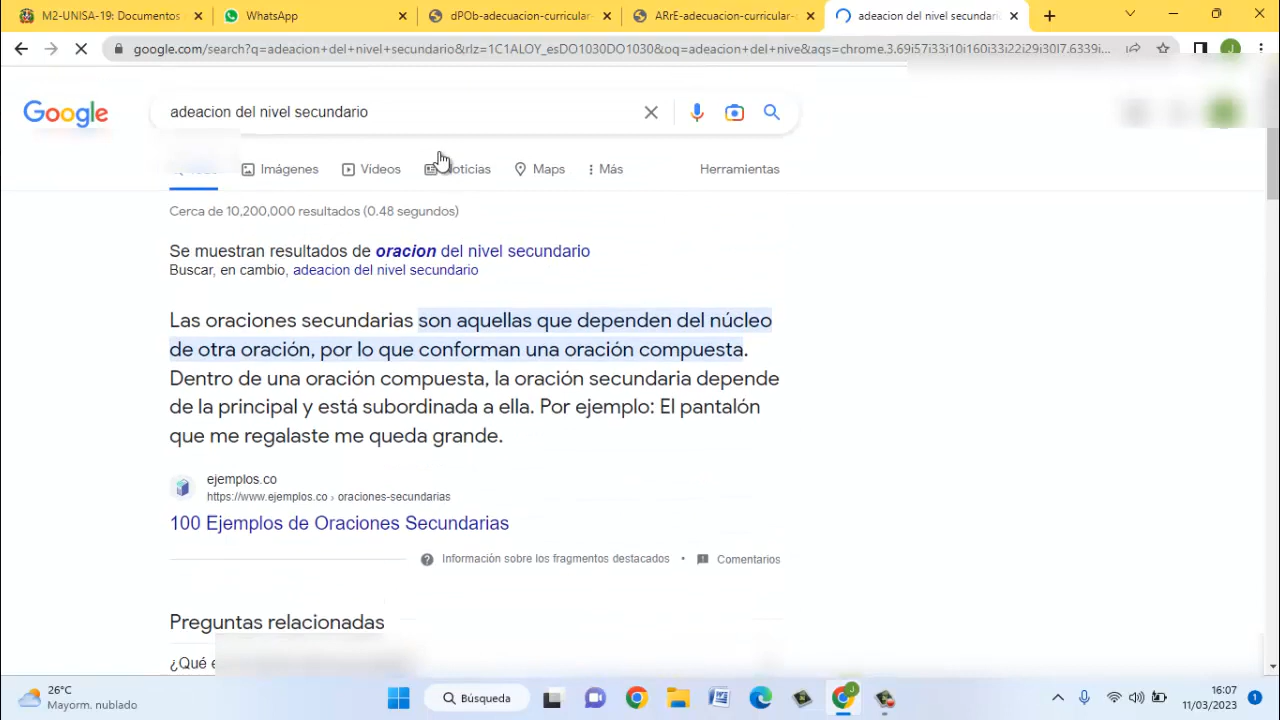 M2-UNISA-19: Documentos
WhatsApp
dPOb-adecuacion-curricular-
ARrE-adecuacion-curricular-
adeacion del nivel secundario
google.com/search?q=adeacion+del+nivel+secundario&rlz=1C1ALOY_esDO1030DO1030&oq=adeacion+del+nive&aqs=chrome.3.69i57j33i10i160j33i22i29i30l7.6339j...
Google
adeacion del nivel secundario
Imágenes
Videos
Maps
Más
Herramientas
Cerca de 10,200,000 resultados (0.48 segundos)
Se muestran resultados de oracion del nivel secundario
Buscar, en cambio, adeacion del nivel secundario
Las oraciones secundarias son aquellas que dependen del núcleo
de otra oración, por lo que conforman una oración compuesta.
Dentro de una oración compuesta, la oración secundaria depende
de la principal y está subordinada a ella. Por ejemplo: El pantalón
que me regalaste me queda grande.
ejemplos.co
https://www.ejemplos.co › oraciones-secundarias
100 Ejemplos de Oraciones Secundarias
Información sobre los fragmentos destacados • Comentarios
Preguntas relacionadas
¿Qué
26°C
Mayorm. nublado
Búsqueda
16:07
11/03/2023